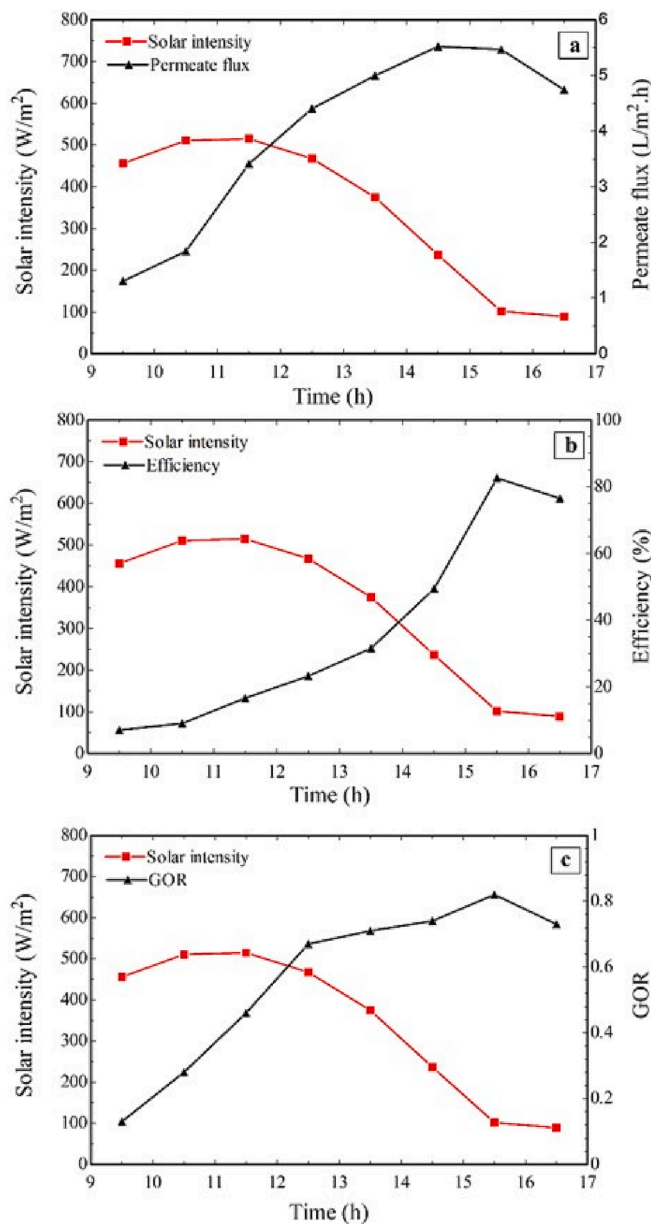 800
700
600
500
400
300
200
100
0
Solar intensity (W/m²)
Solar intensity
Permeate flux
a
6
5
4
3
2
1
0
Permeate flux (L/m².h)
9 10 11 12 13 14 15 16 17
Time (h)
800
700
600
500
400
300
200
100
0
Solar intensity (W/m²)
Solar intensity
Efficiency
b
100
80
60
40
20
0
Efficiency (%)
9 10 11 12 13 14 15 16 17
Time (h)
800
700
600
500
400
300
200
100
0
Solar intensity (W/m²)
Solar intensity
GOR
c
1
0.8
0.6
0.4
0.2
0
GOR
9 10 11 12 13 14 15 16 17
Time (h)